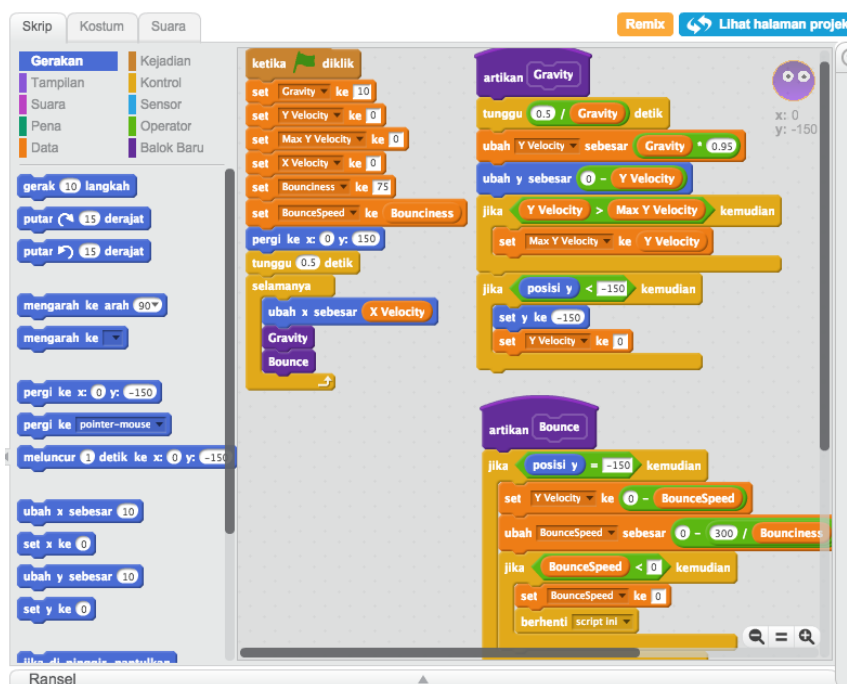 Skrip Kostum Suara
Remix Lihat halaman projek
Gerakan Kejadian
Tampilan Kontrol
Suara Sensor
Pena Operator
Data Balok Baru
gerak 10 langkah
putar 15 derajat
putar 15 derajat
mengarah ke arah 90
mengarah ke
pergi ke x: 0 y: -150
pergi ke pointer-mouse
meluncur 1 detik ke x: 0 y: -150
ubah x sebesar 10
set x ke 0
ubah y sebesar 10
set y ke 0
jika di pinggir, pantulkan
ketika diklik
set Gravity ke 10
set Y Velocity ke 0
set Max Y Velocity ke 0
set X Velocity ke 0
set Bounciness ke 75
set BounceSpeed ke Bounciness
pergi ke x: 0 y: 150
tunggu 0.5 detik
selamanya
ubah x sebesar X Velocity
Gravity
Bounce
artikan Gravity
tunggu 0.5 / Gravity detik
ubah Y Velocity sebesar Gravity * 0.95
ubah y sebesar 0 - Y Velocity
jika Y Velocity > Max Y Velocity kemudian
set Max Y Velocity ke Y Velocity
jika posisi y < -150 kemudian
set y ke -150
set Y Velocity ke 0
artikan Bounce
jika posisi y = -150 kemudian
set Y Velocity ke 0 - BounceSpeed
ubah BounceSpeed sebesar 0 - 300 / Bounciness
jika BounceSpeed < 0 kemudian
set BounceSpeed ke 0
berhenti script ini
x: 0
y: -150
Ransel